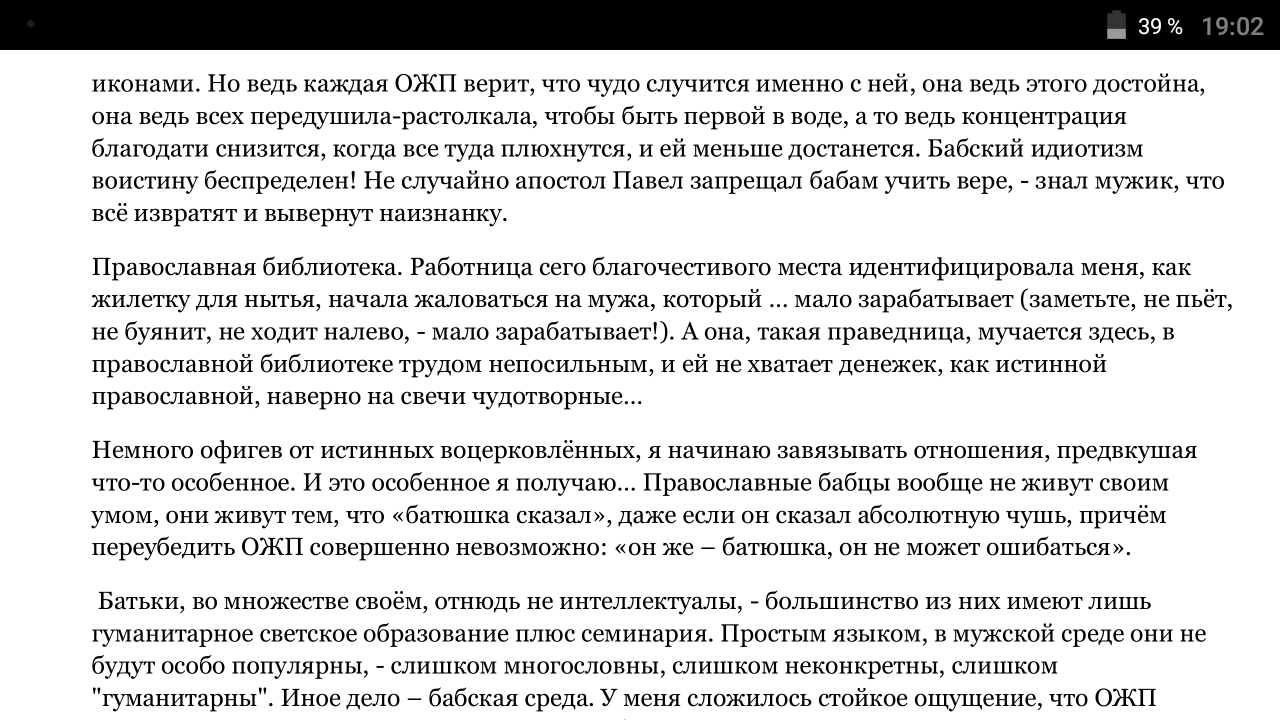 39 % 19:02
иконами. Но ведь каждая ОЖП верит, что чудо случится именно с ней, она ведь этого достойна,
она ведь всех передушила-растолкала, чтобы быть первой в воде, а то ведь концентрация
благодати снизится, когда все туда плюхнутся, и ей меньше достанется. Бабский идиотизм
воистину беспределен! Не случайно апостол Павел запрещал бабам учить вере, - знал мужик, что
всё извратят и вывернут наизнанку.
Православная библиотека. Работница сего благочестивого места идентифицировала меня, как
жилетку для нытья, начала жаловаться на мужа, который ... мало зарабатывает (заметьте, не пьёт,
не буянит, не ходит налево, - мало зарабатывает!). А она, такая праведница, мучается здесь, в
православной библиотеке трудом непосильным, и ей не хватает денежек, как истинной
православной, наверно на свечи чудотворные...
Немного офигев от истинных воцерковлённых, я начинаю завязывать отношения, предвкушая
что-то особенное. И это особенное я получаю... Православные бабцы вообще не живут своим
умом, они живут тем, что «батюшка сказал», даже если он сказал абсолютную чушь, причём
переубедить ОЖП совершенно невозможно: «он же – батюшка, он не может ошибаться».
Батьки, во множестве своём, отнюдь не интеллектуалы, - большинство из них имеют лишь
гуманитарное светское образование плюс семинария. Простым языком, в мужской среде они не
будут особо популярны, - слишком многословны, слишком неконкретны, слишком
"гуманитарны". Иное дело – бабская среда. У меня сложилось стойкое ощущение, что ОЖП